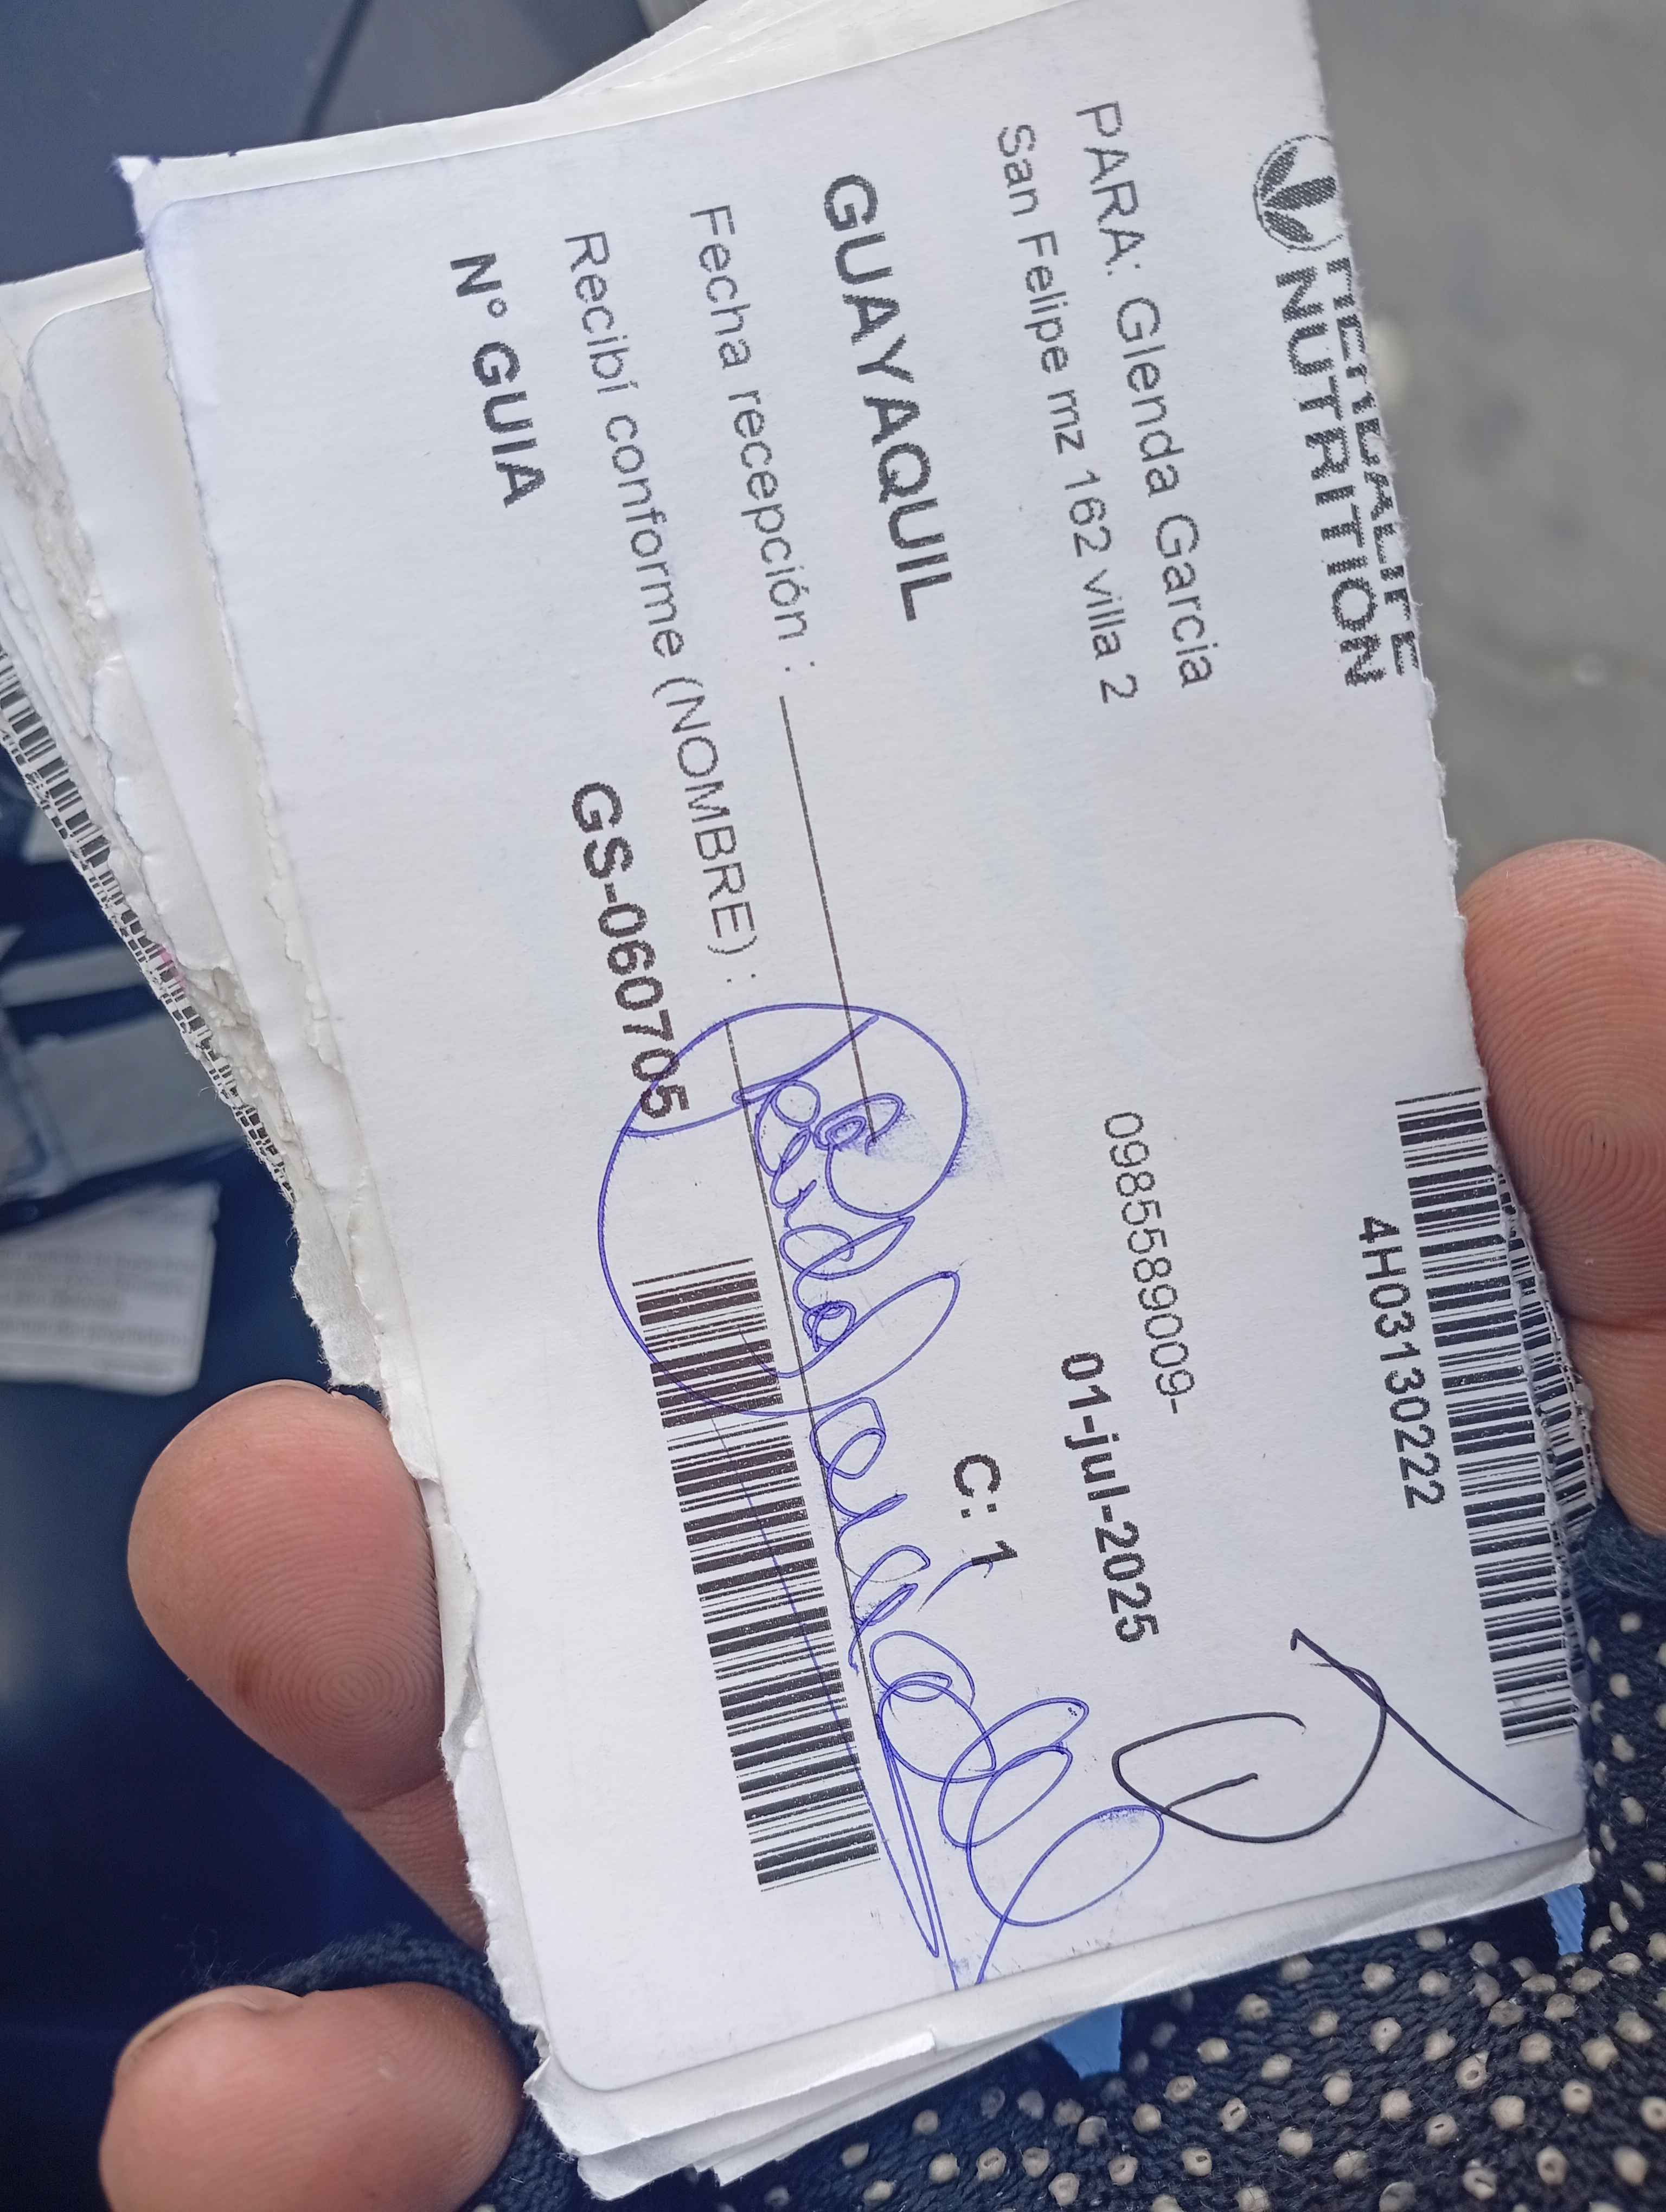 HERBALIFE
NUTRITION
4H03130222
PARA: Glenda Garcia
0985589009-
San Felipe mz 162 villa 2
01-jul-2025
GUAYAQUIL
C: 1
Fecha recepción :
Recibí conforme (NOMBRE) :
N° GUIA
GS-060705